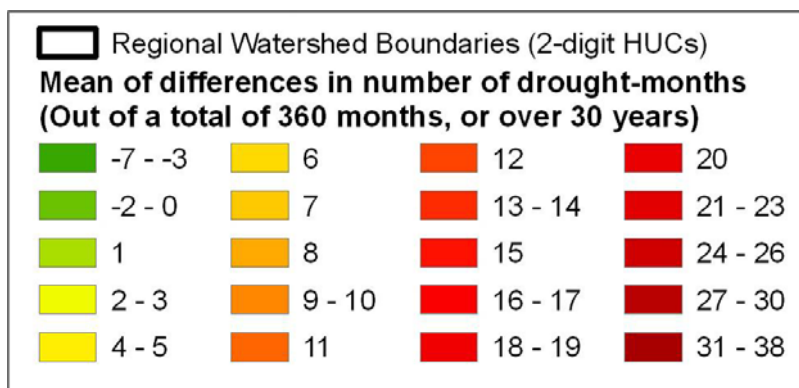 Regional Watershed Boundaries (2-digit HUCs)
Mean of differences in number of drought-months
(Out of a total of 360 months, or over 30 years)
-7 - -3
-2 - 0
1
2 - 3
4 - 5
6
7
8
9 - 10
11
12
13 - 14
15
16 - 17
18 - 19
20
21 - 23
24 - 26
27 - 30
31 - 38